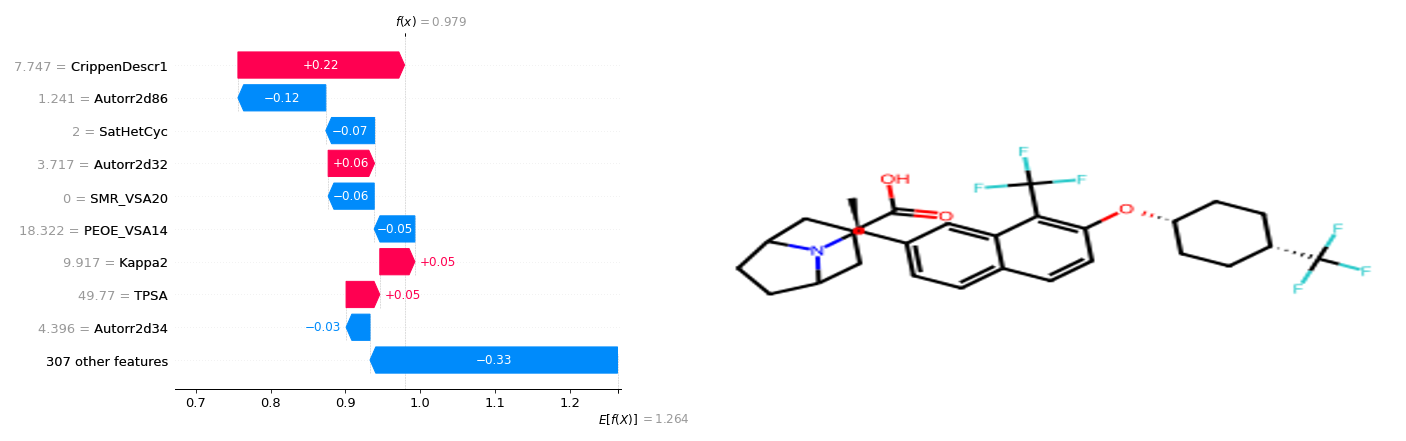 f(x) = 0.979
7.747 = CrippenDescr1
+0.22
1.241 = Autorr2d86
−0.12
2 = SatHetCyc
−0.07
3.717 = Autorr2d32
+0.06
0 = SMR_VSA20
−0.06
18.322 = PEOE_VSA14
−0.05
9.917 = Kappa2
+0.05
49.77 = TPSA
+0.05
4.396 = Autorr2d34
−0.03
307 other features
−0.33
0.7 0.8 0.9 1.0 1.1 1.2
E[f(X)] = 1.264
F
F
F
OH
O
O
N
F
F
F